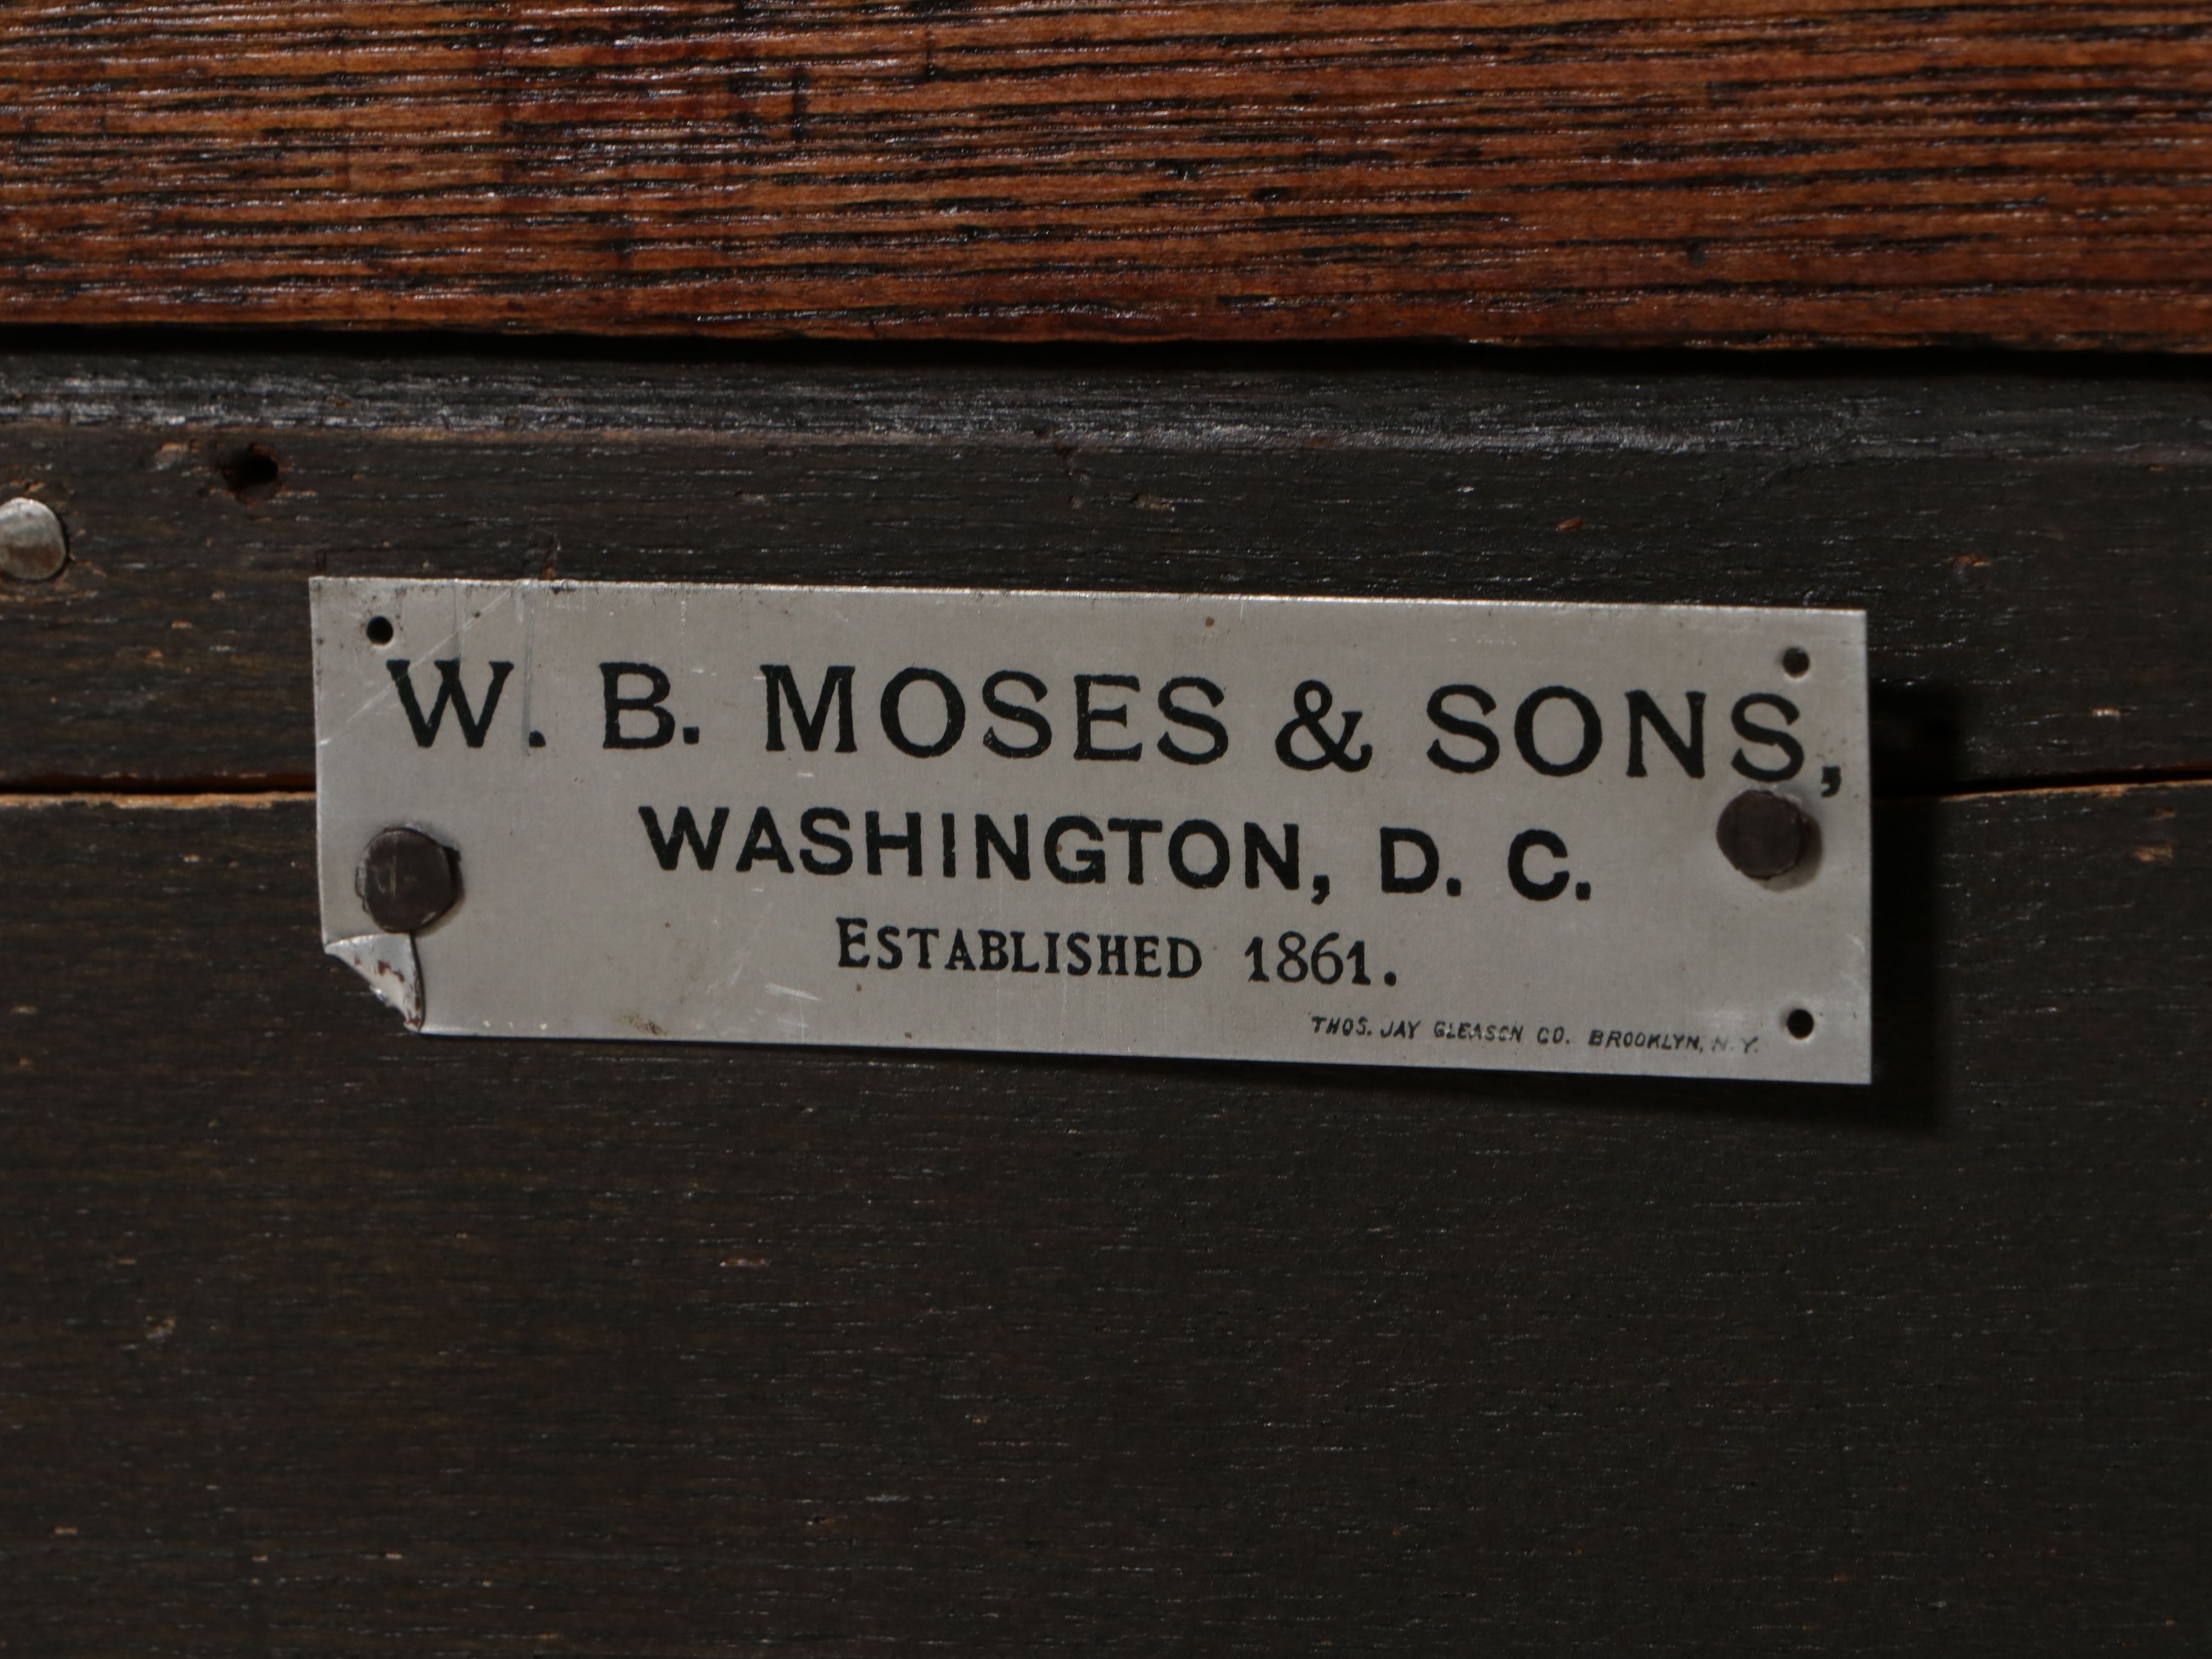 W. B. MOSES & SONS,
WASHINGTON, D. C.
ESTABLISHED 1861.
THOS. JAY GLEASON CO. BROOKLYN, N.Y.